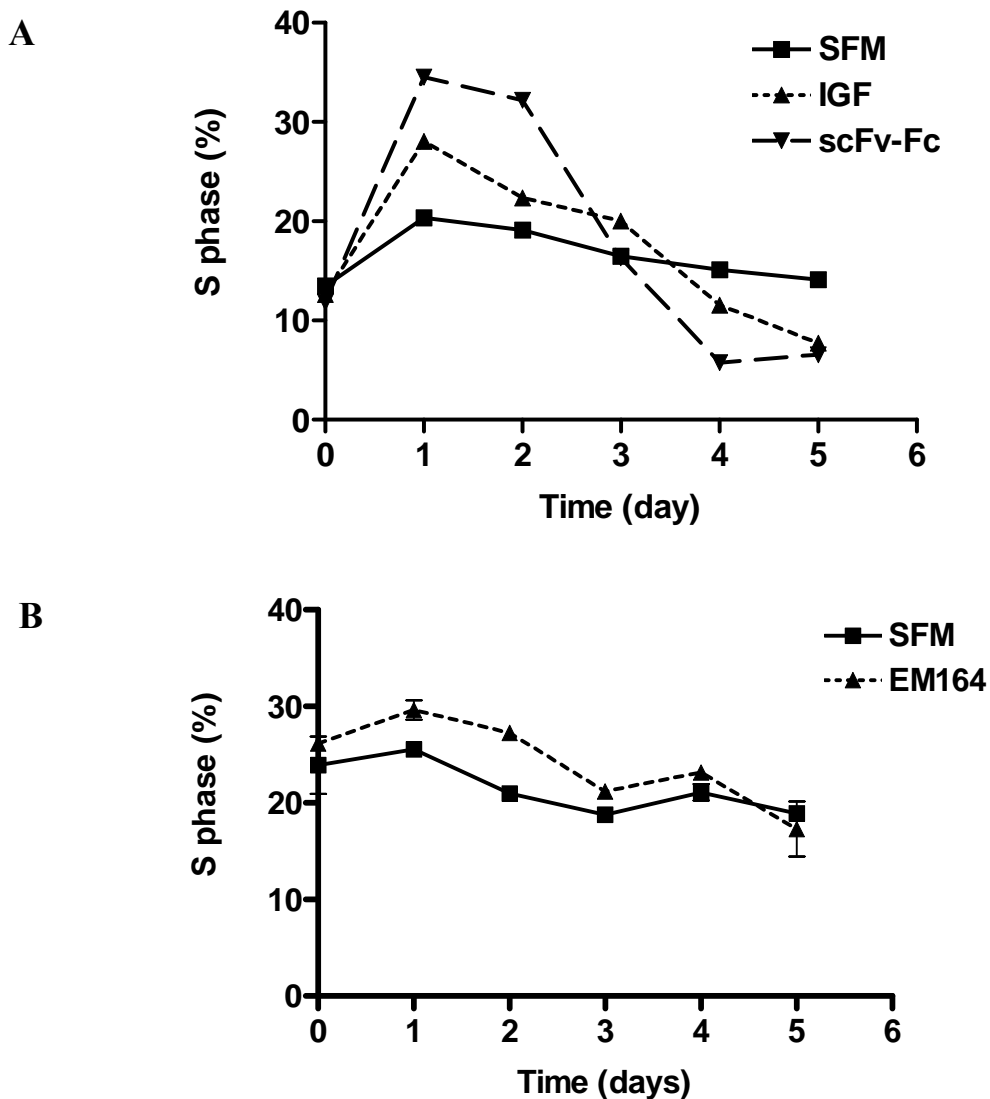 A
SFM
IGF
scFv-Fc
S phase (%)
40
30
20
10
0
0 1 2 3 4 5 6
Time (day)
B
SFM
EM164
S phase (%)
40
30
20
10
0
0 1 2 3 4 5 6
Time (days)